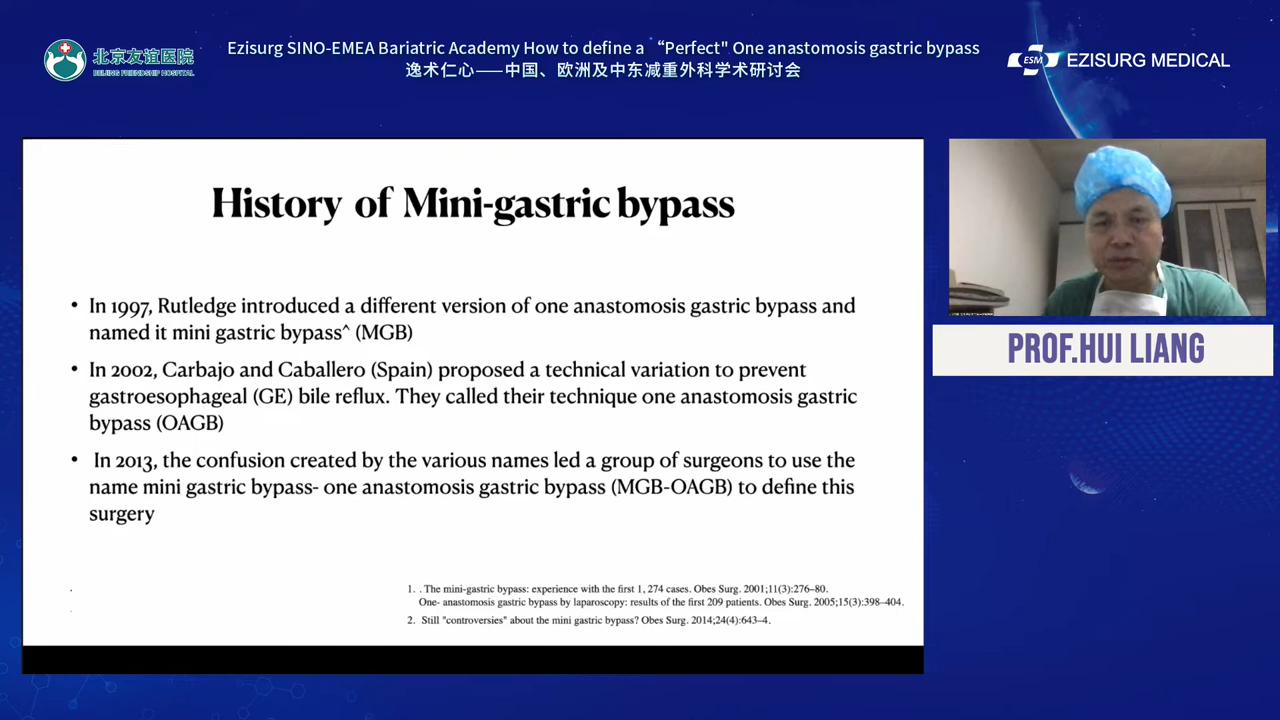 北京友谊医院
BEIJING FRIENDSHIP HOSPITAL
Ezisurg SINO-EMEA Bariatric Academy How to define a “Perfect" One anastomosis gastric bypass
逸术仁心——中国、欧洲及中东减重外科学术研讨会
ESM
EZISURG MEDICAL
History of Mini-gastric bypass
• In 1997, Rutledge introduced a different version of one anastomosis gastric bypass and
named it mini gastric bypass^ (MGB)
• In 2002, Carbajo and Caballero (Spain) proposed a technical variation to prevent
gastroesophageal (GE) bile reflux. They called their technique one anastomosis gastric
bypass (OAGB)
• In 2013, the confusion created by the various names led a group of surgeons to use the
name mini gastric bypass- one anastomosis gastric bypass (MGB-OAGB) to define this
surgery
1. . The mini-gastric bypass: experience with the first 1, 274 cases. Obes Surg. 2001;11(3):276–80.
One- anastomosis gastric bypass by laparoscopy: results of the first 209 patients. Obes Surg. 2005;15(3):398–404.
2. Still "controversies" about the mini gastric bypass? Obes Surg. 2014;24(4):643–4.
PROF.HUI LIANG